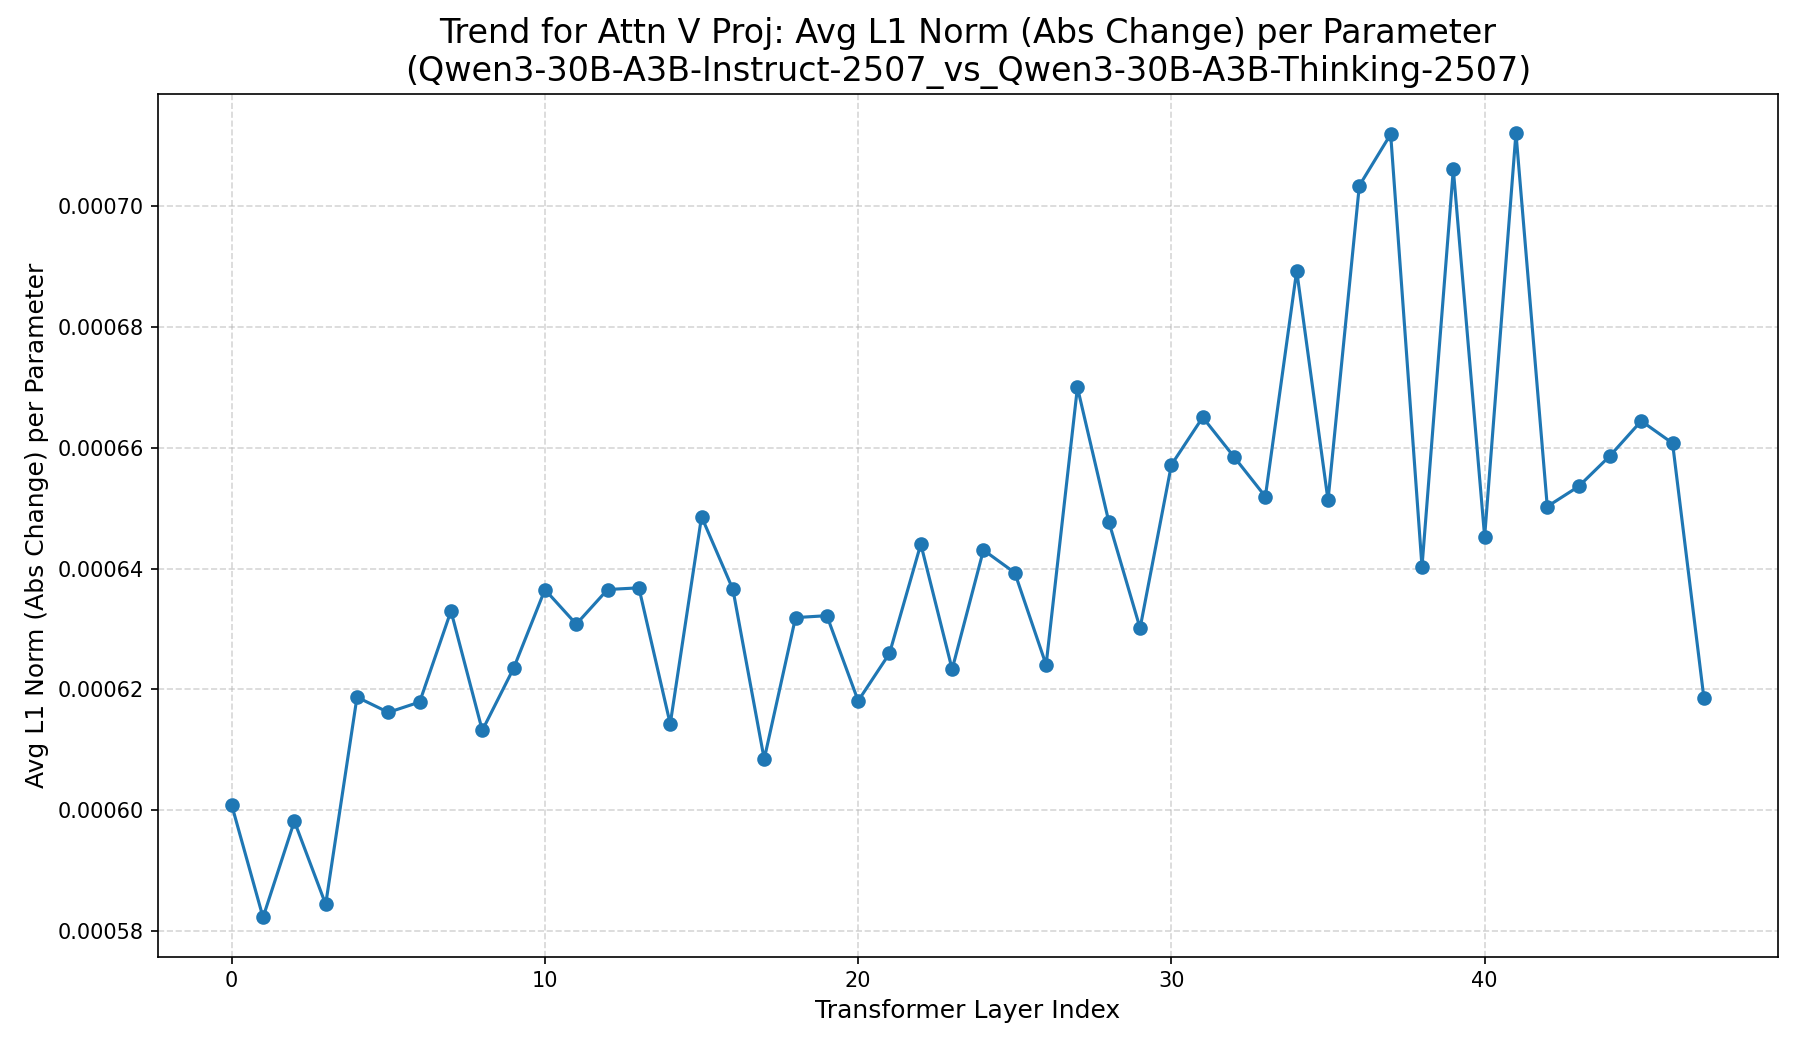 Trend for Attn V Proj: Avg L1 Norm (Abs Change) per Parameter
(Qwen3-30B-A3B-Instruct-2507_vs_Qwen3-30B-A3B-Thinking-2507)
Avg L1 Norm (Abs Change) per Parameter
0.00070
0.00068
0.00066
0.00064
0.00062
0.00060
0.00058
0 10 20 30 40
Transformer Layer Index